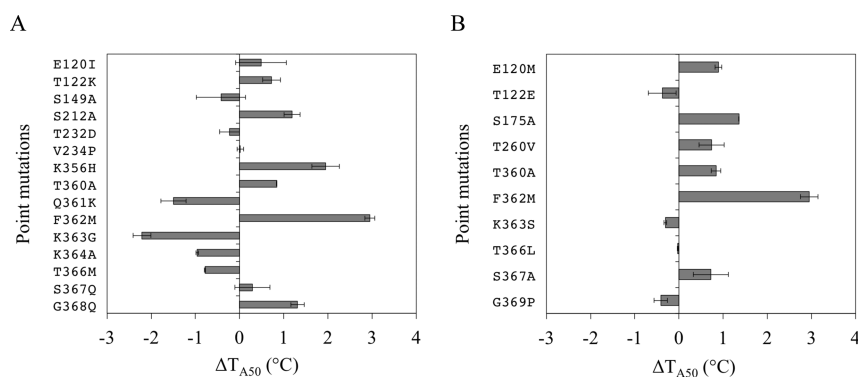 A
B
Point mutations
E120I
T122K
S149A
S212A
T232D
V234P
K356H
T360A
Q361K
F362M
K363G
K364A
T366M
S367Q
G368Q
-3 -2 -1 0 1 2 3 4
ΔT_A50 (°C)
Point mutations
E120M
T122E
S175A
T260V
T360A
F362M
K363S
T366L
S367A
G369P
-3 -2 -1 0 1 2 3 4
ΔT_A50 (°C)